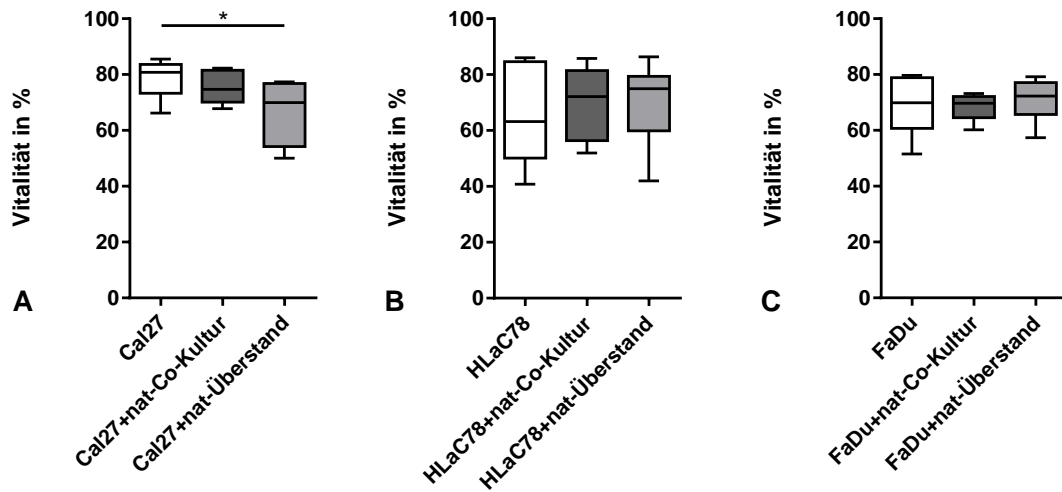 Vitalität in %
100
80
60
40
20
0
*
A
Cal27
Cal27+nat-Co-Kultur
Cal27+nat-Überstand
Vitalität in %
100
80
60
40
20
0
B
HLaC78
HLaC78+nat-Co-Kultur
HLaC78+nat-Überstand
Vitalität in %
100
80
60
40
20
0
C
FaDu
FaDu+nat-Co-Kultur
FaDu+nat-Überstand